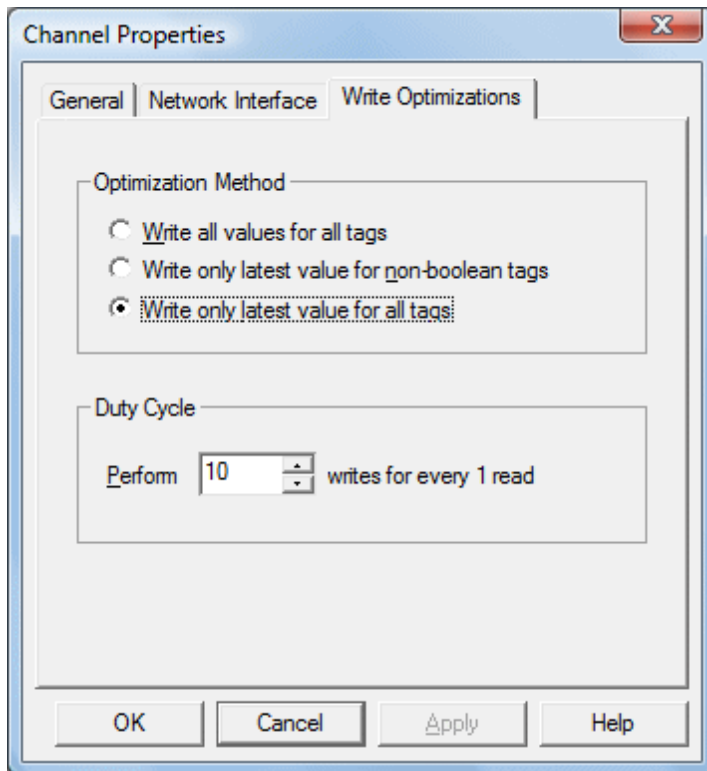 Channel Properties
General Network Interface Write Optimizations
Optimization Method
Write all values for all tags
Write only latest value for non-boolean tags
Write only latest value for all tags
Duty Cycle
Perform 10 writes for every 1 read
OK Cancel Apply Help